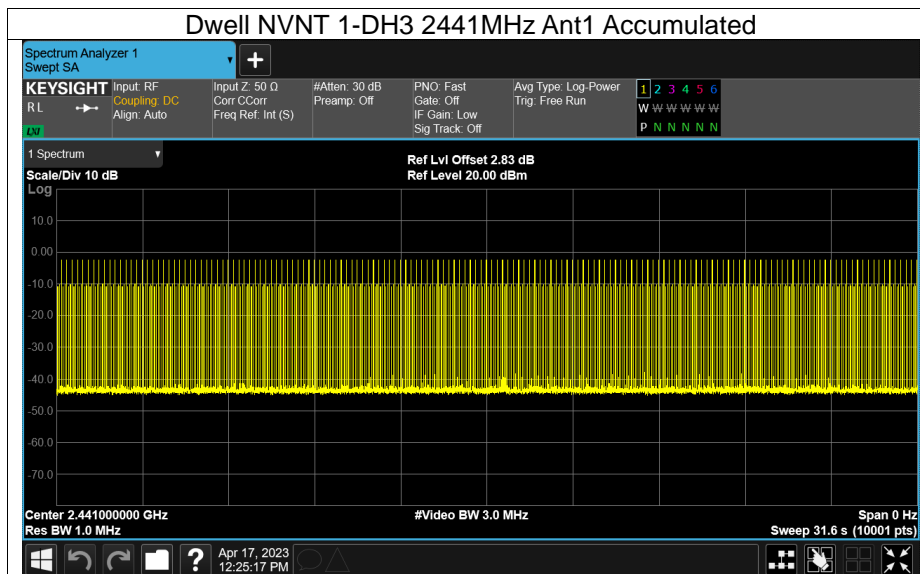 Dwell NVNT 1-DH3 2441MHz Ant1 Accumulated
Spectrum Analyzer 1
Swept SA
KEYSIGHT
R L
LXI
Input: RF
Coupling: DC
Align: Auto
Input Z: 50 Ω
Corr CCorr
Freq Ref: Int (S)
#Atten: 30 dB
Preamp: Off
PNO: Fast
Gate: Off
IF Gain: Low
Sig Track: Off
Avg Type: Log-Power
Trig: Free Run
1 2 3 4 5 6
W W W W W W
P N N N N N
1 Spectrum
Scale/Div 10 dB
Ref Lvl Offset 2.83 dB
Ref Level 20.00 dBm
Log
10.0
0.00
-10.0
-20.0
-30.0
-40.0
-50.0
-60.0
-70.0
Center 2.441000000 GHz
#Video BW 3.0 MHz
Span 0 Hz
Res BW 1.0 MHz
Sweep 31.6 s (10001 pts)
?
Apr 17, 2023
12:25:17 PM